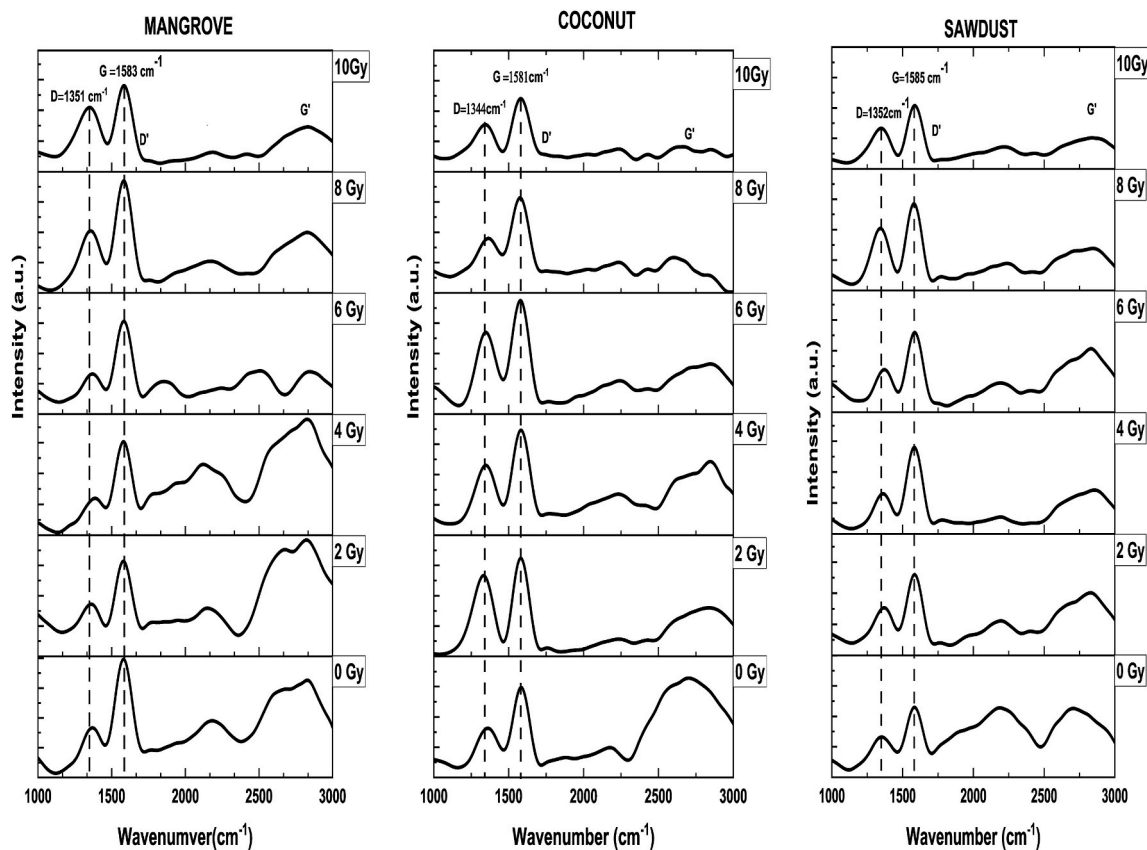 MANGROVE
G =1583 cm-1
D=1351 cm-1
D'
G'
10Gy
8 Gy
6 Gy
4 Gy
2 Gy
0 Gy
Intensity (a.u.)
1000 1500 2000 2500 3000
Wavenumver(cm-1)
COCONUT
G =1581cm-1
D=1344cm-1
D'
G'
10Gy
8 Gy
6 Gy
4 Gy
2 Gy
0 Gy
Intensity (a.u.)
1000 1500 2000 2500 3000
Wavenumber (cm-1)
SAWDUST
G=1585 cm-1
D=1352cm-1
D'
G'
10Gy
8 Gy
6 Gy
4 Gy
2 Gy
0 Gy
Intensity (a.u.)
1000 1500 2000 2500 3000
Wavenumber (cm-1)